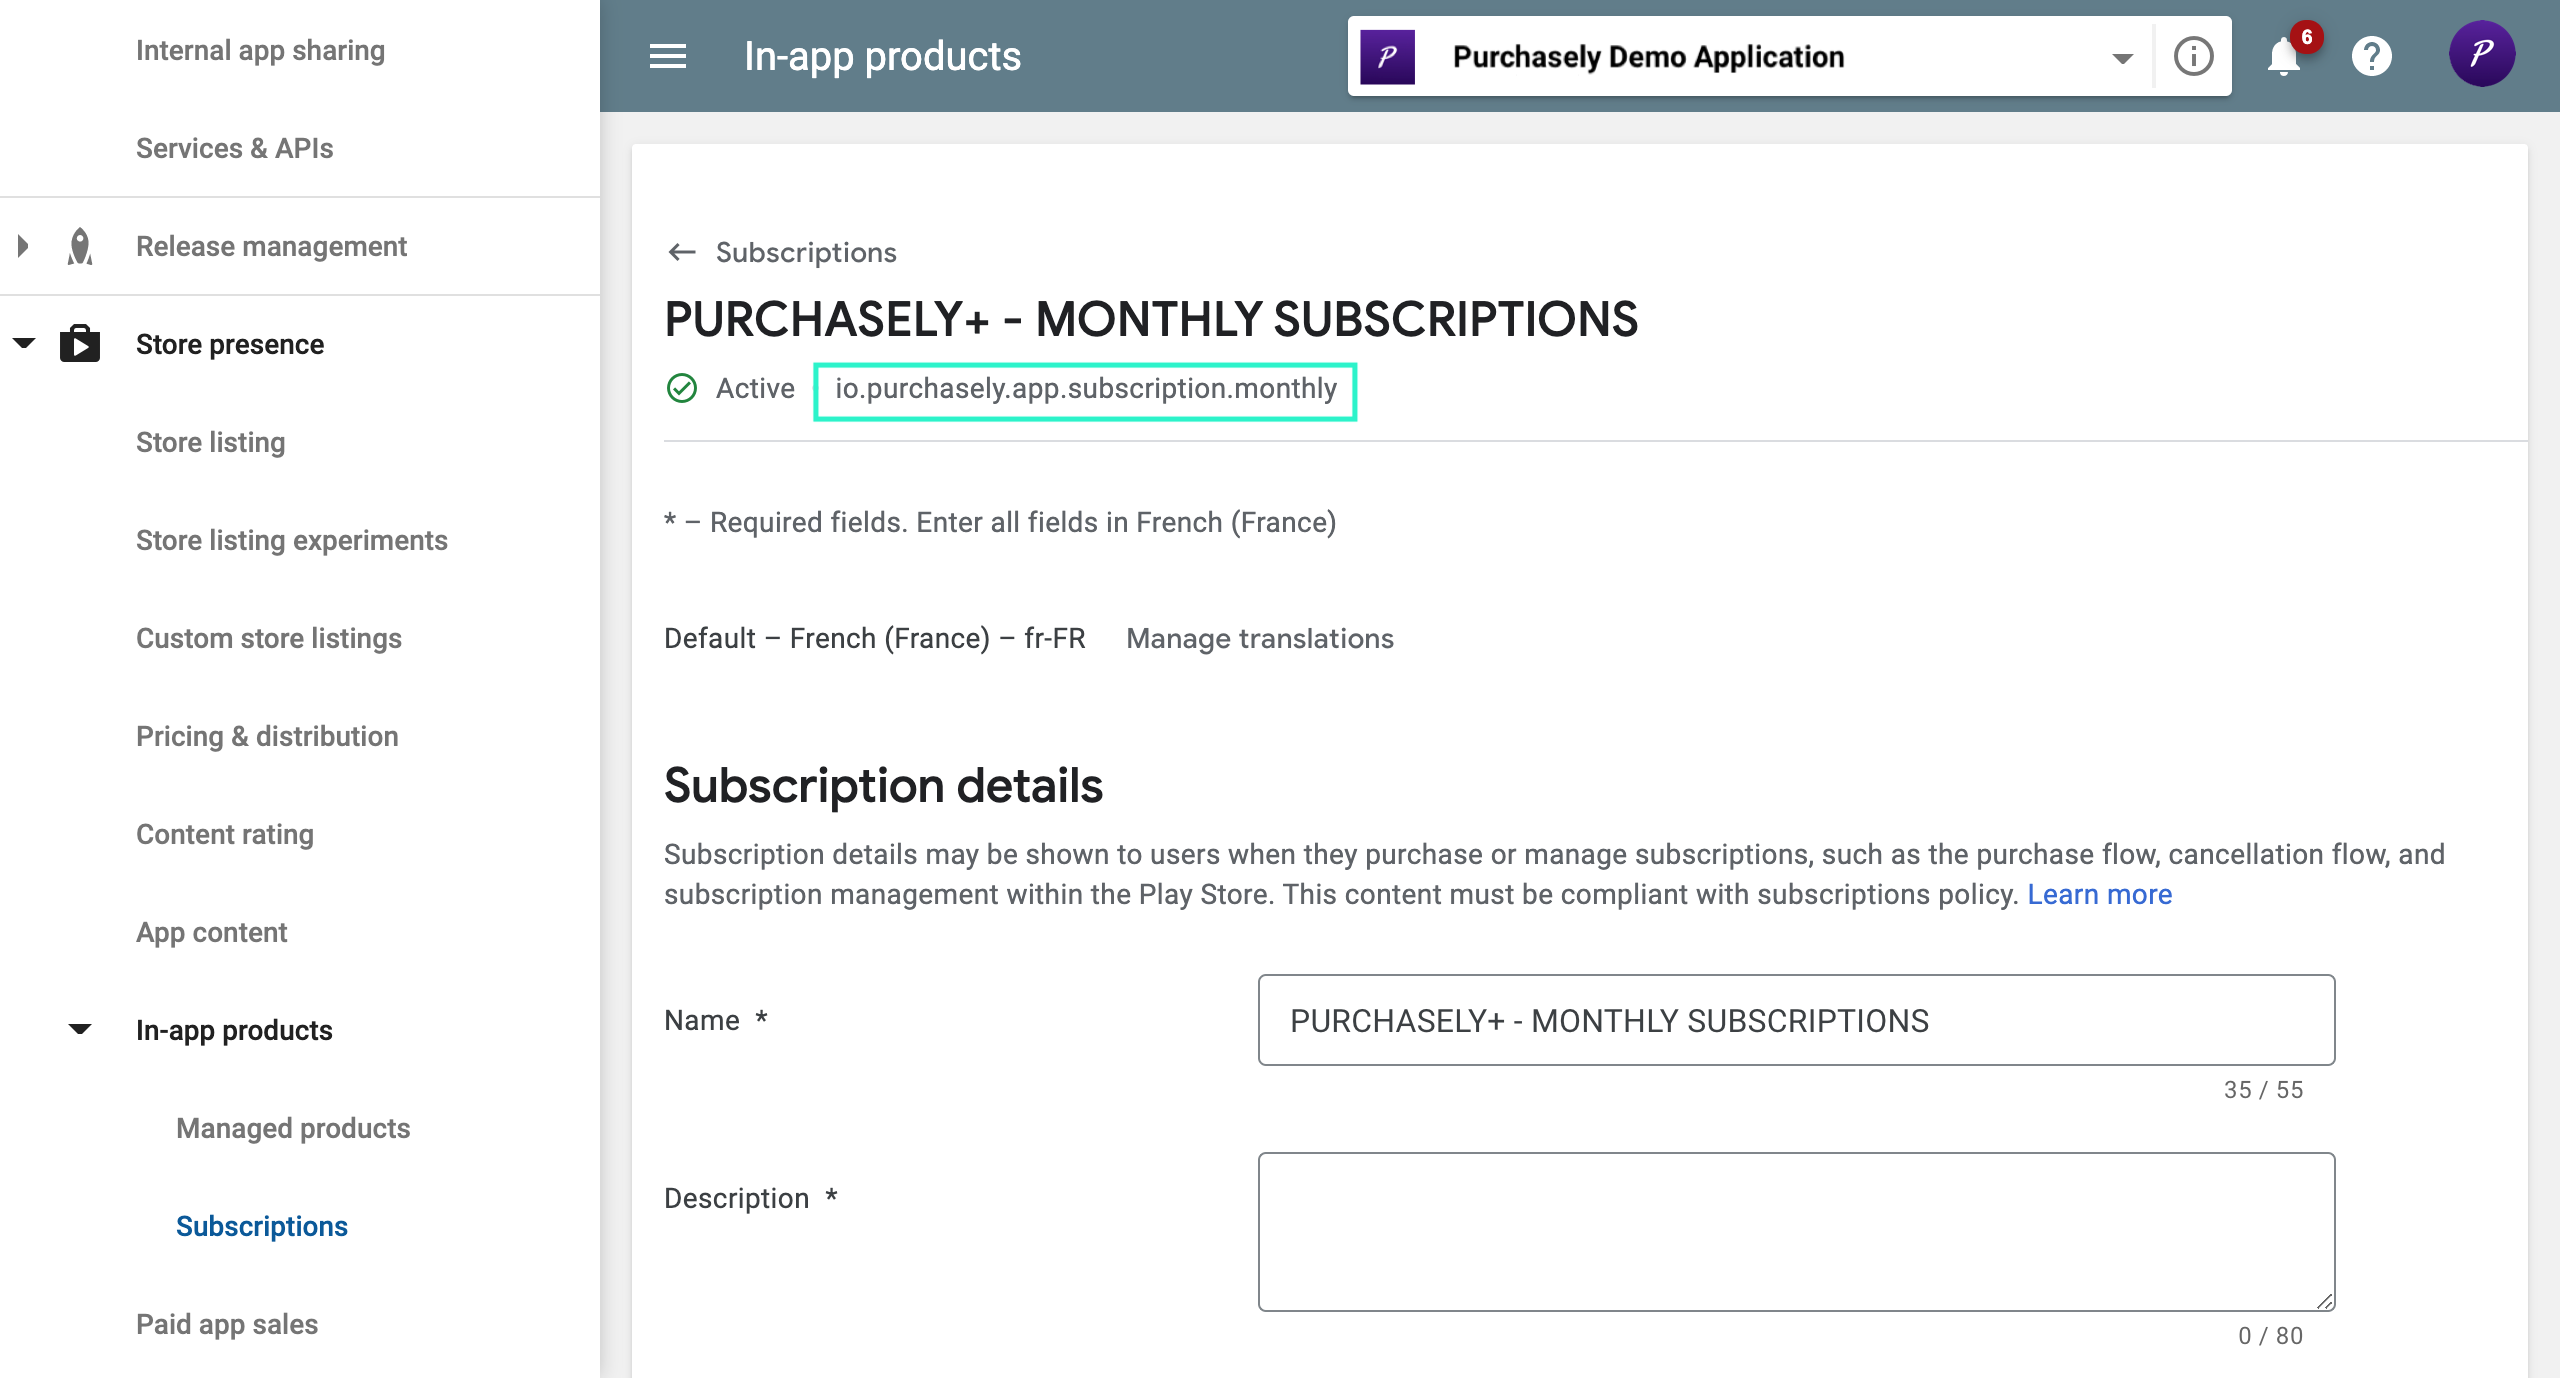 Internal app sharing
Services & APIs
Release management
Store presence
Store listing
Store listing experiments
Custom store listings
Pricing & distribution
Content rating
App content
In-app products
Managed products
Subscriptions
Paid app sales
In-app products
P
Purchasely Demo Application
6
P
Subscriptions
PURCHASELY+ - MONTHLY SUBSCRIPTIONS
Active io.purchasely.app.subscription.monthly
* – Required fields. Enter all fields in French (France)
Default – French (France) – fr-FR Manage translations
Subscription details
Subscription details may be shown to users when they purchase or manage subscriptions, such as the purchase flow, cancellation flow, and
subscription management within the Play Store. This content must be compliant with subscriptions policy. Learn more
Name *
PURCHASELY+ - MONTHLY SUBSCRIPTIONS
35 / 55
Description *
0 / 80